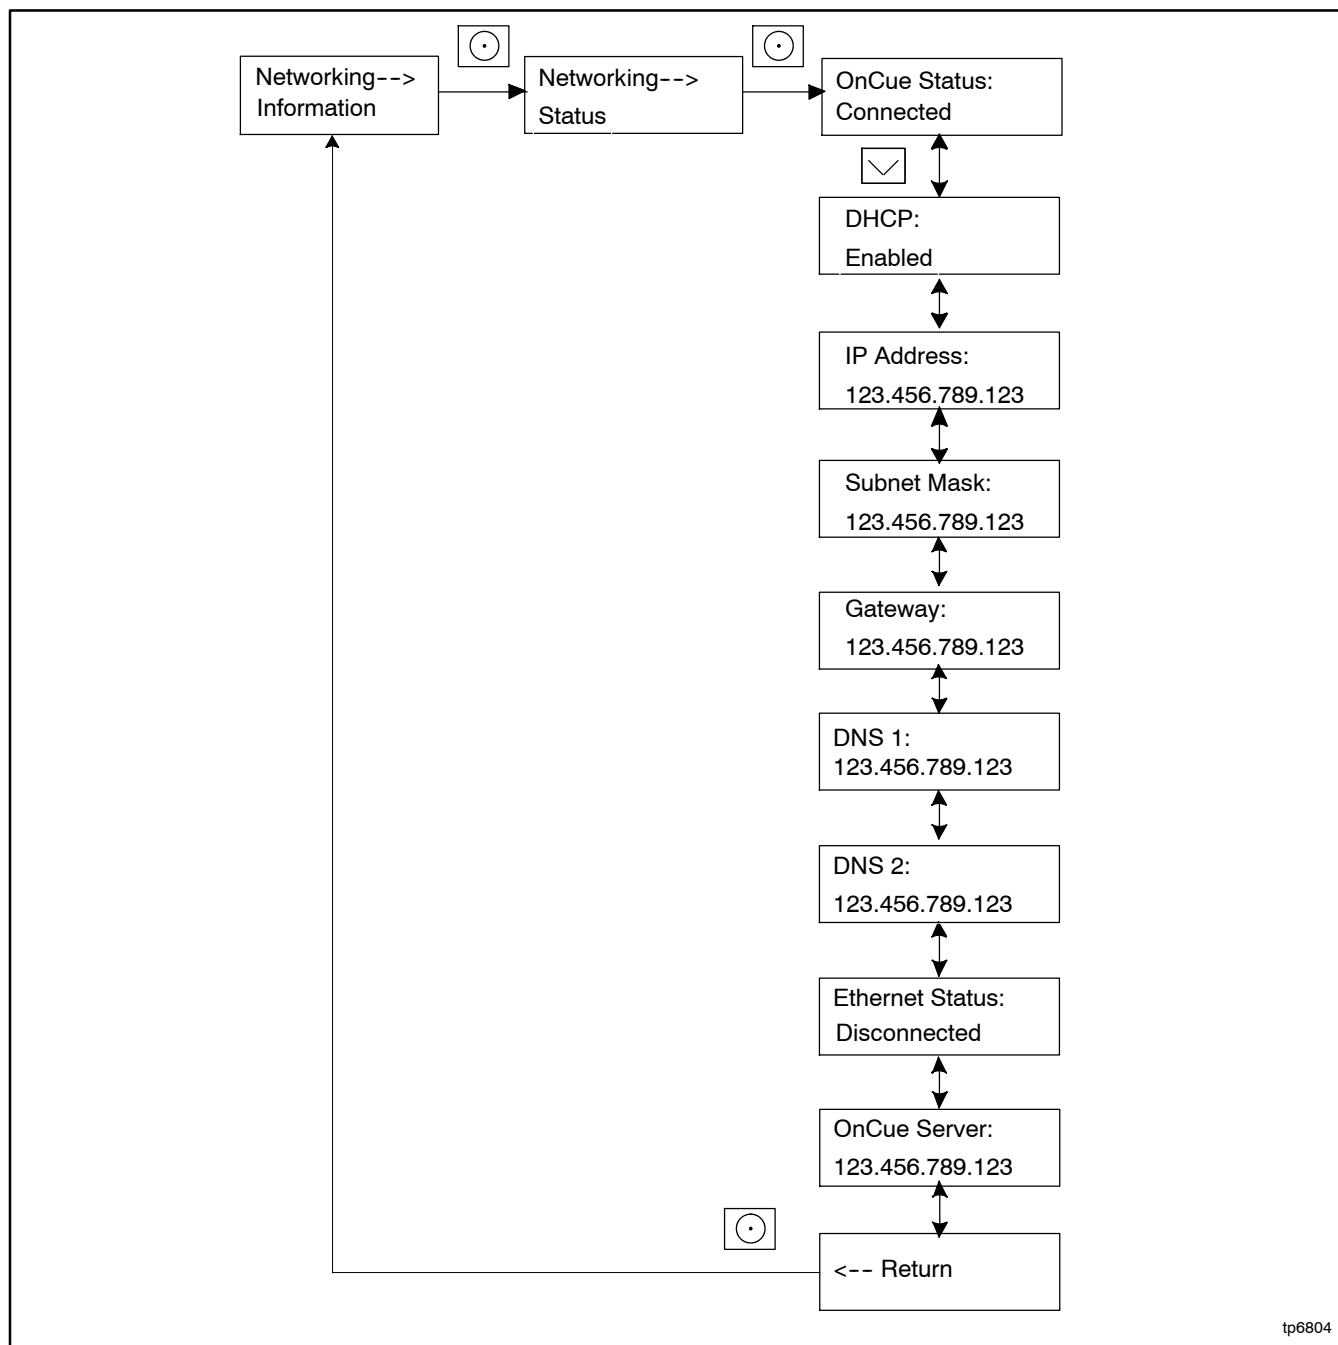 Networking-->
Information
Networking-->
Status
OnCue Status:
Connected
DHCP:
Enabled
IP Address:
123.456.789.123
Subnet Mask:
123.456.789.123
Gateway:
123.456.789.123
DNS 1:
123.456.789.123
DNS 2:
123.456.789.123
Ethernet Status:
Disconnected
OnCue Server:
123.456.789.123
<-- Return
tp6804